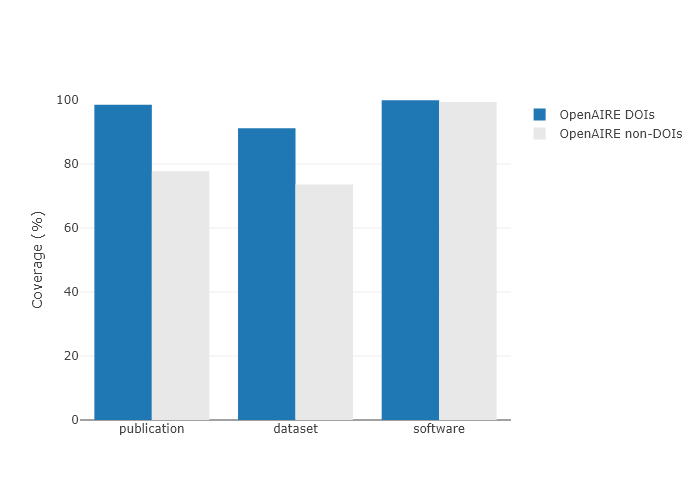 100
80
60
40
20
0
Coverage (%)
publication
dataset
software
OpenAIRE DOIs
OpenAIRE non-DOIs